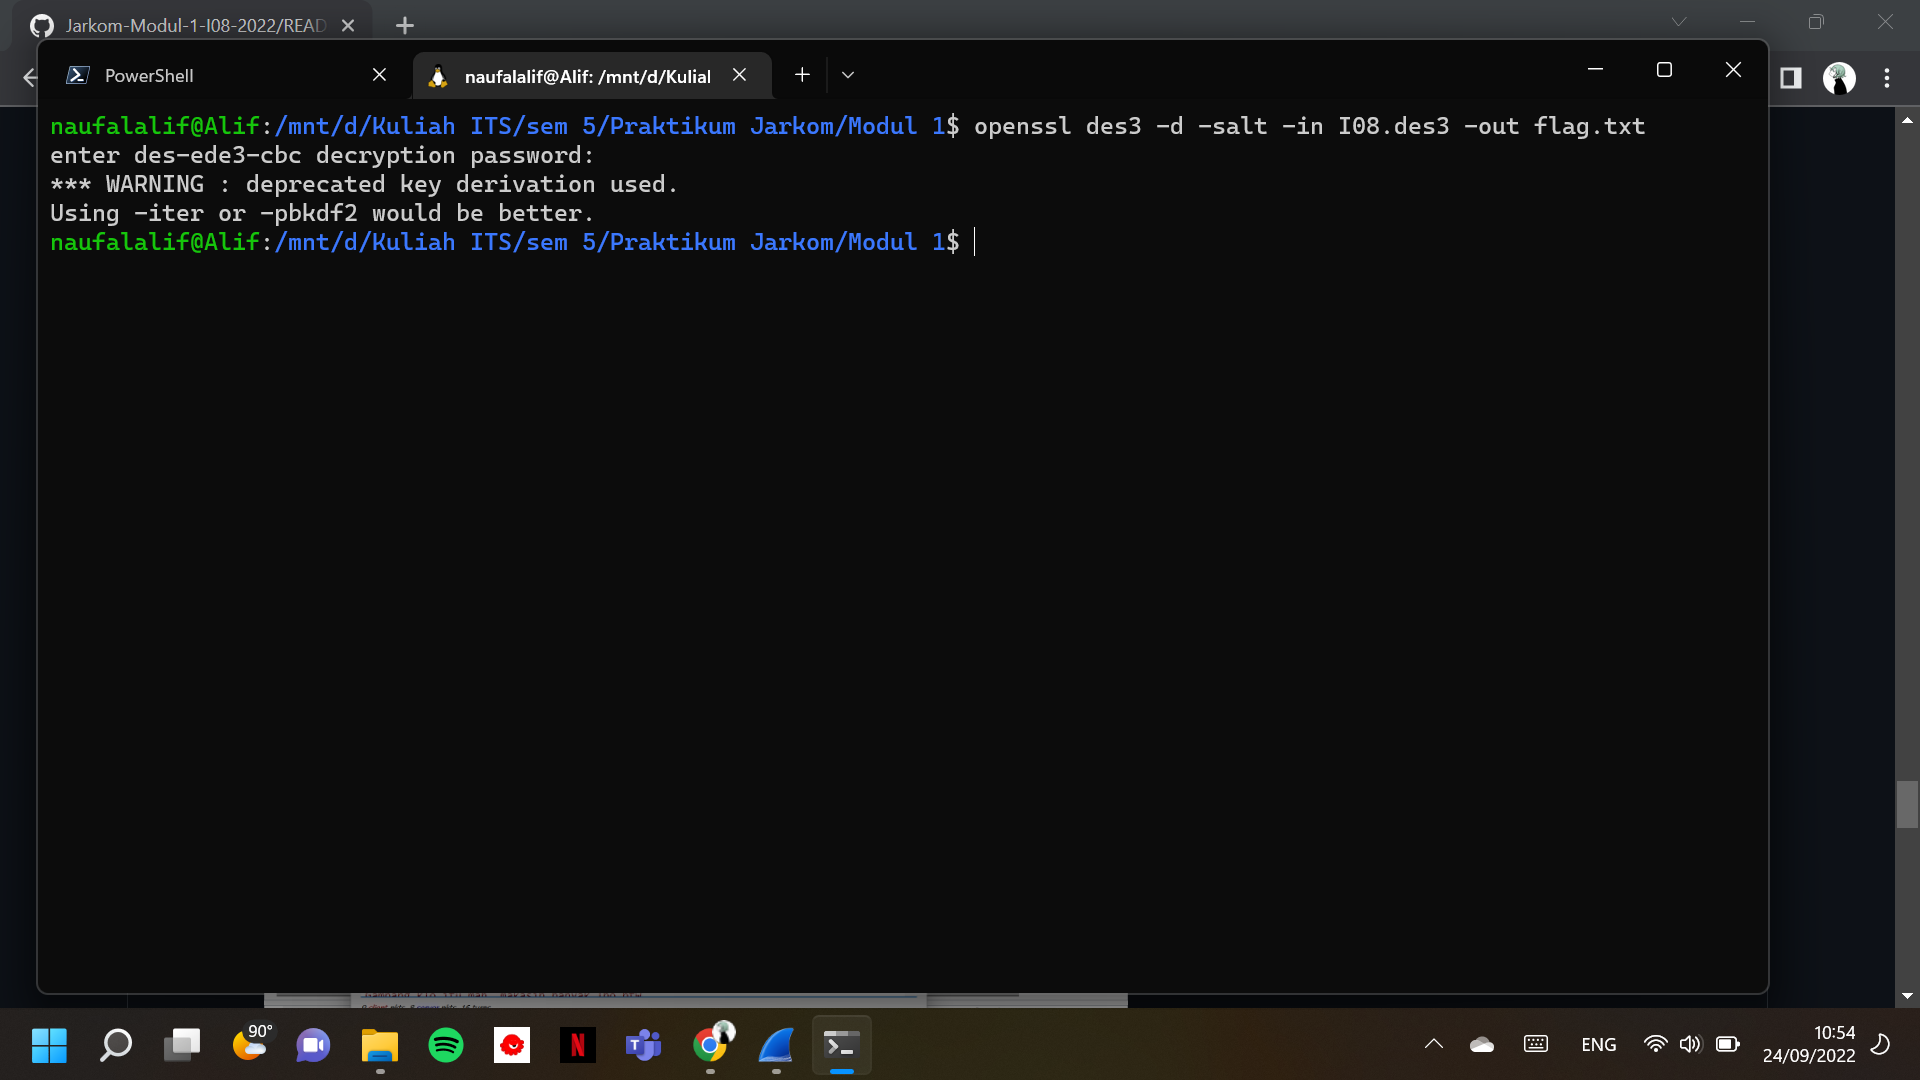 Jarkom-Modul-1-I08-2022/READ
PowerShell
naufalalif@Alif: /mnt/d/Kulial
naufalalif@Alif:/mnt/d/Kuliah ITS/sem 5/Praktikum Jarkom/Modul 1$ openssl des3 -d -salt -in I08.des3 -out flag.txt
enter des-ede3-cbc decryption password:
*** WARNING : deprecated key derivation used.
Using -iter or -pbkdf2 would be better.
naufalalif@Alif:/mnt/d/Kuliah ITS/sem 5/Praktikum Jarkom/Modul 1$
90°
N
T
ENG
10:54
24/09/2022